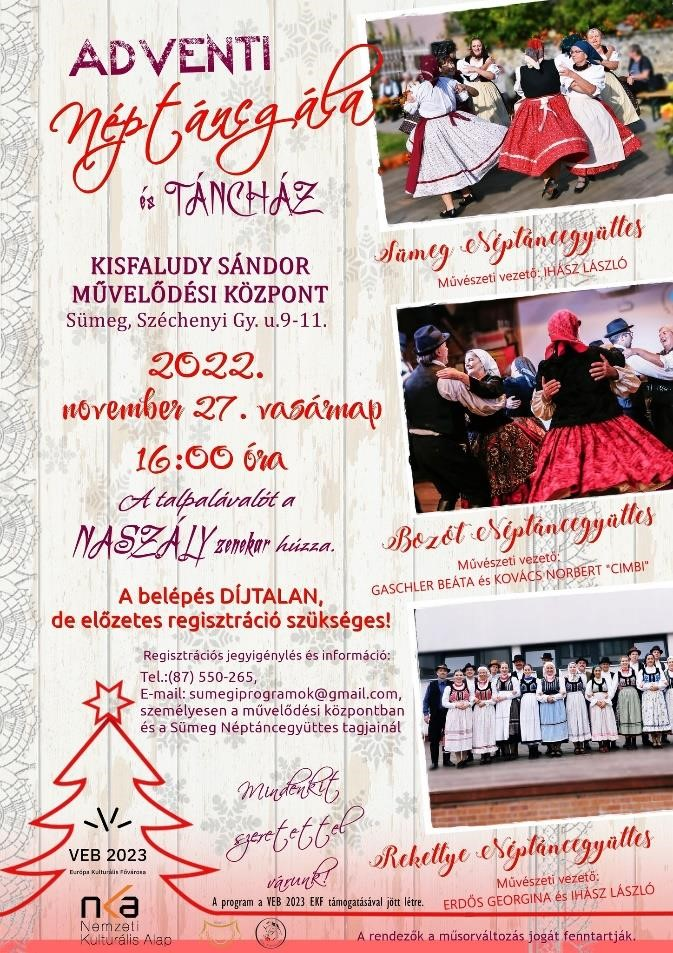 ADVENTI
Néptáncgála
és TÁNCHÁZ
KISFALUDY SÁNDOR
MŰVELŐDÉSI KÖZPONT
Sümeg, Széchenyi Gy. u.9-11.
2022.
november 27. vasárnap
16:00 óra
A talpalávalót a
NASZÁLY zenekar húzza.
A belépés DÍJTALAN,
de előzetes regisztráció szükséges!
Regisztrációs jegyigénylés és információ:
Tel.:(87) 550-265,
E-mail: sumegiprogramok@gmail.com,
személyesen a művelődési központban
és a Sümeg Néptáncegyüttes tagjainál
Mindenkit
szeretettel
várunk!
Sümeg Néptáncegyüttes
Művészeti vezető: IHÁSZ LÁSZLÓ
Bozót Néptáncegyüttes
Művészeti vezető:
GASCHLER BEÁTA és KOVÁCS NORBERT "CIMBI"
Rekettye Néptáncegyüttes
Művészeti vezető:
ERDŐS GEORGINA és IHÁSZ LÁSZLÓ
VEB 2023
Európa Kulturális Fővárosa
nka
Nemzeti
Kulturális Alap
A program a VEB 2023 EKF támogatásával jött létre.
A rendezők a műsorváltozás jogát fenntartják.